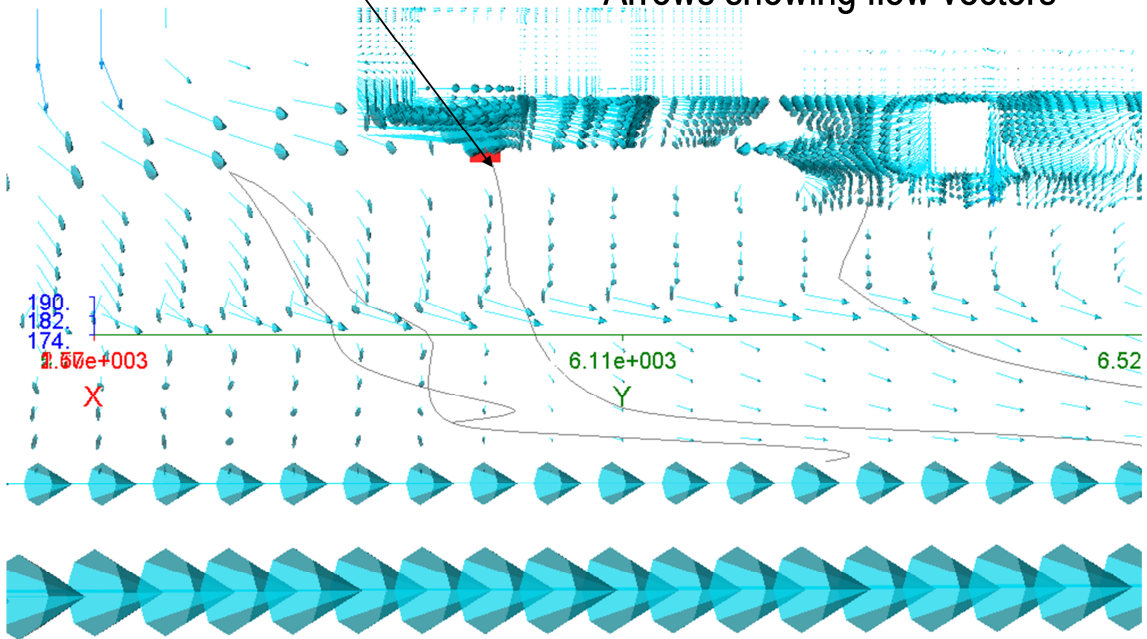 Arrows showing flow vectors
190.
182.
174.
6.11e+003
6.52
X
Y